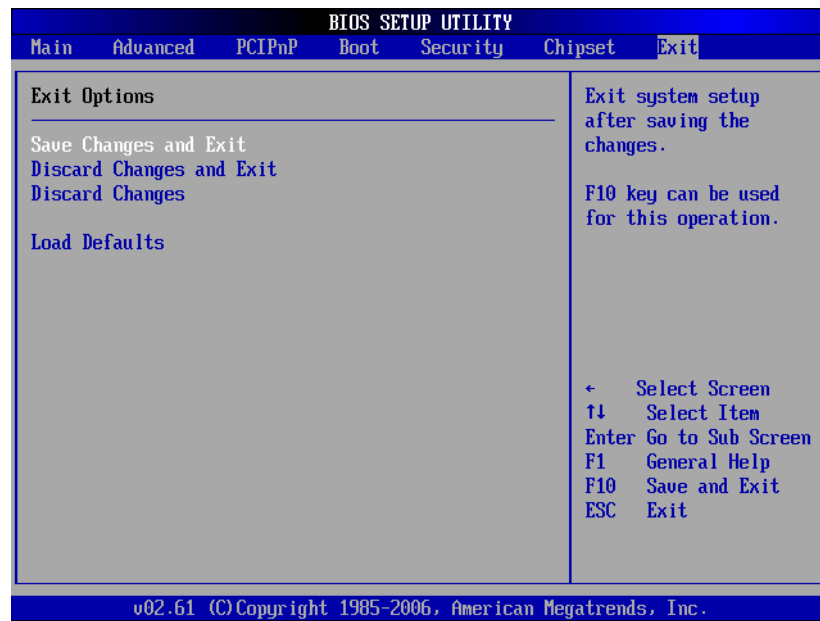 BIOS SETUP UTILITY
Main Advanced PCIPnP Boot Security Chipset Exit
Exit Options
Save Changes and Exit
Discard Changes and Exit
Discard Changes
Load Defaults
Exit system setup
after saving the
changes.
F10 key can be used
for this operation.
← Select Screen
↑↓ Select Item
Enter Go to Sub Screen
F1 General Help
F10 Save and Exit
ESC Exit
v02.61 (C)Copyright 1985-2006, American Megatrends, Inc.